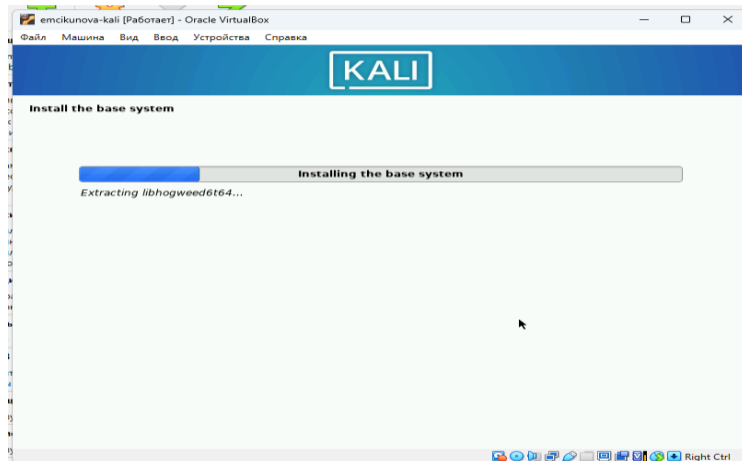 emcikunova-kali [Работает] - Oracle VirtualBox
Файл Машина Вид Ввод Устройства Справка
KALI
Install the base system
Installing the base system
Extracting libhogweed6t64...
Right Ctrl